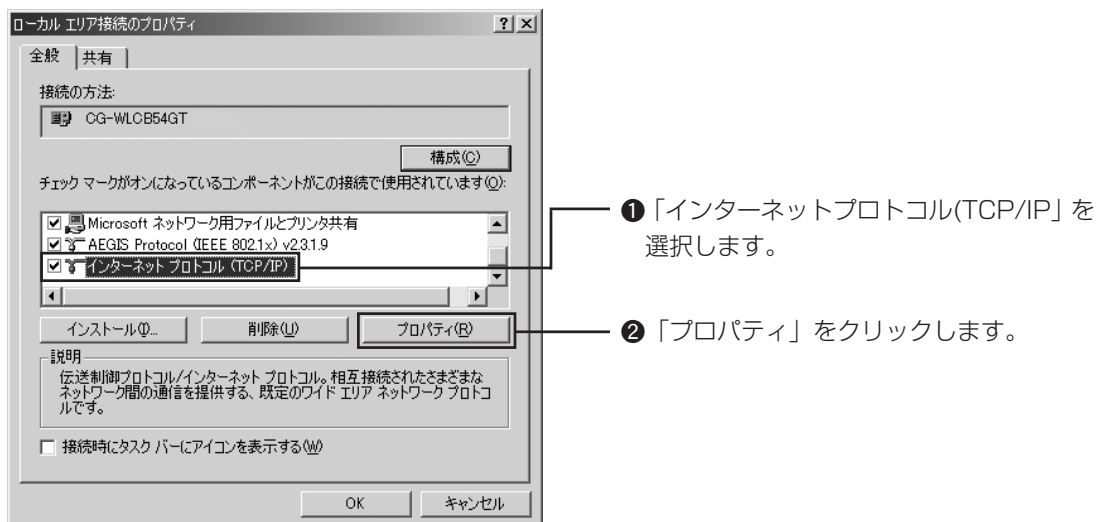 ローカル エリア接続のプロパティ
全般
共有
接続の方法:
CG-WLCB54GT
構成(C)
チェック マークがオンになっているコンポーネントがこの接続で使用されています(O):
Microsoft ネットワーク用ファイルとプリンタ共有
AEGIS Protocol (IEEE 802.1x) v2.3.1.9
インターネット プロトコル (TCP/IP)
インストール(I)...
削除(U)
プロパティ(R)
説明
伝送制御プロトコル/インターネット プロトコル。相互接続されたさまざまな
ネットワーク間の通信を提供する、既定のワイド エリア ネットワーク プロトコ
ルです。
接続時にタスク バーにアイコンを表示する(W)
OK
キャンセル
❶「インターネットプロトコル(TCP/IP」を
選択します。
❷「プロパティ」をクリックします。